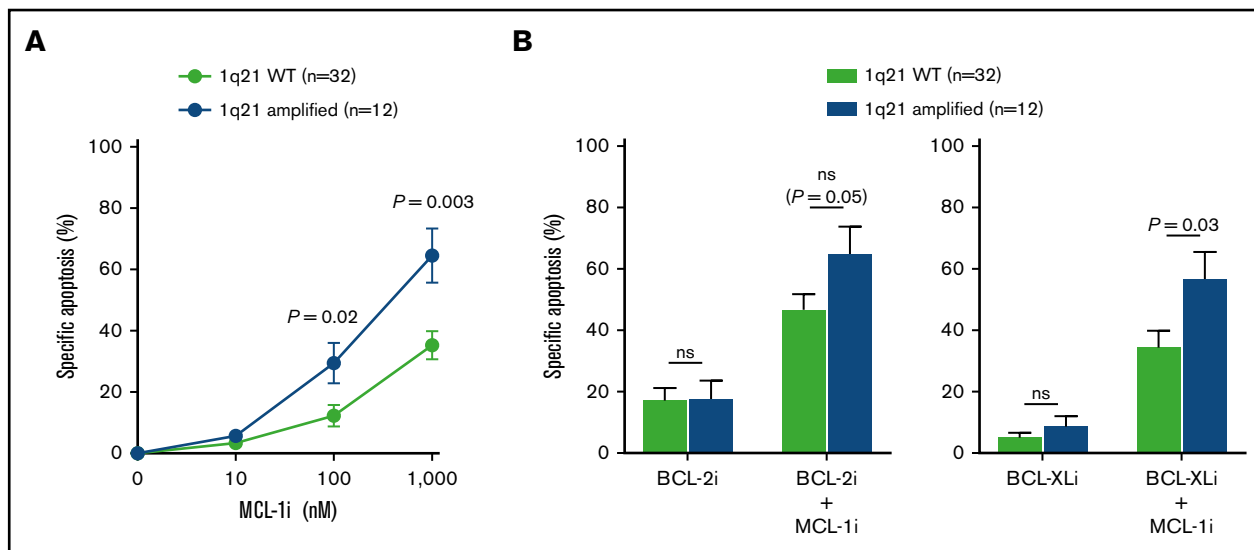 A
1q21 WT (n=32)
1q21 amplified (n=12)
Specific apoptosis (%)
100
80
60
40
20
0
P = 0.02
P = 0.003
0 10 100 1,000
MCL-1i (nM)
B
1q21 WT (n=32)
1q21 amplified (n=12)
Specific apoptosis (%)
100
80
60
40
20
0
ns
ns
(P = 0.05)
BCL-2i
BCL-2i
+
MCL-1i
100
80
60
40
20
0
ns
P = 0.03
BCL-XLi
BCL-XLi
+
MCL-1i